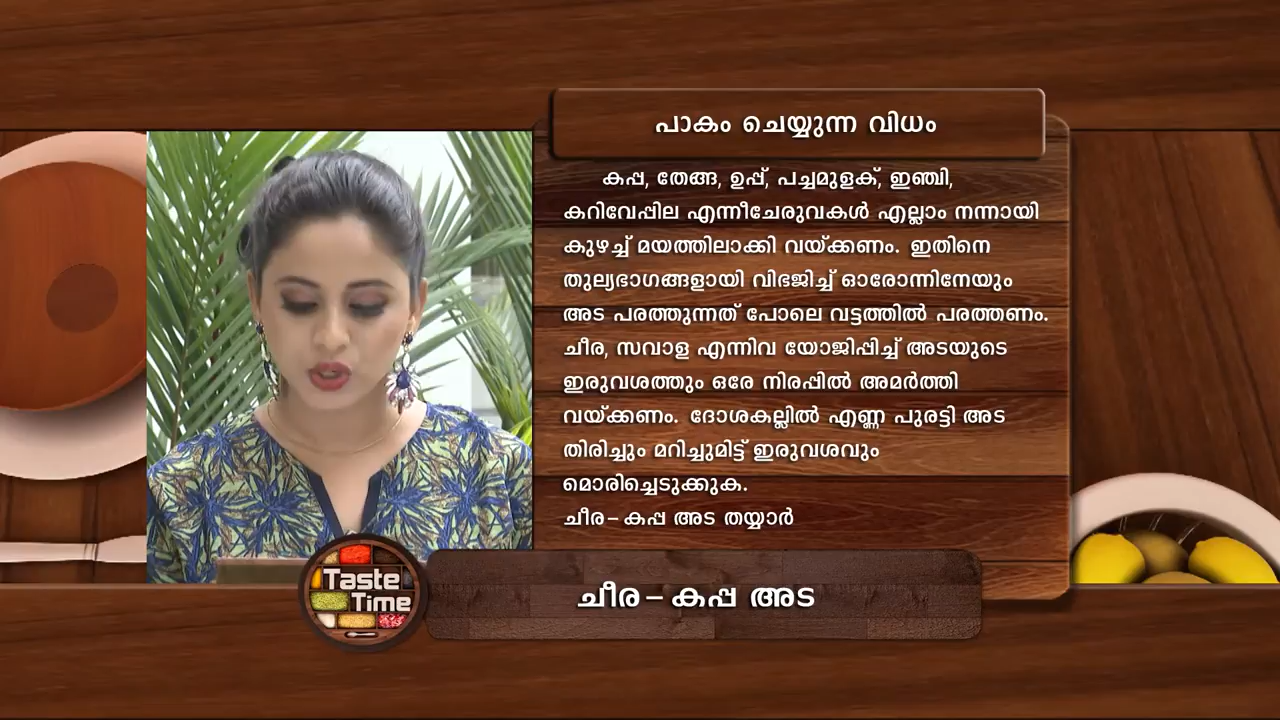 പാകം ചെയ്യുന്ന വിധം
കപ്പ, തേങ്ങ, ഉപ്പ്, പച്ചമുളക്, ഇഞ്ചി,
കറിവേപ്പില എന്നീചേരുവകൾ എല്ലാം നന്നായി
കുഴച്ച് മയത്തിലാക്കി വയ്ക്കണം. ഇതിനെ
തുല്യഭാഗങ്ങളായി വിഭജിച്ച് ഓരോന്നിനേയും
അട പരത്തുന്നത് പോലെ വട്ടത്തിൽ പരത്തണം.
ചീര, സവാള എന്നിവ യോജിപ്പിച്ച് അടയുടെ
ഇരുവശത്തും ഒരേ നിരപ്പിൽ അമർത്തി
വയ്ക്കണം. ദോശകല്ലിൽ എണ്ണ പുരട്ടി അട
തിരിച്ചും മറിച്ചുമിട്ട് ഇരുവശവും
മൊരിച്ചെടുക്കുക.
ചീര – കപ്പ അട തയ്യാർ
Taste
Time
ചീര – കപ്പ അട